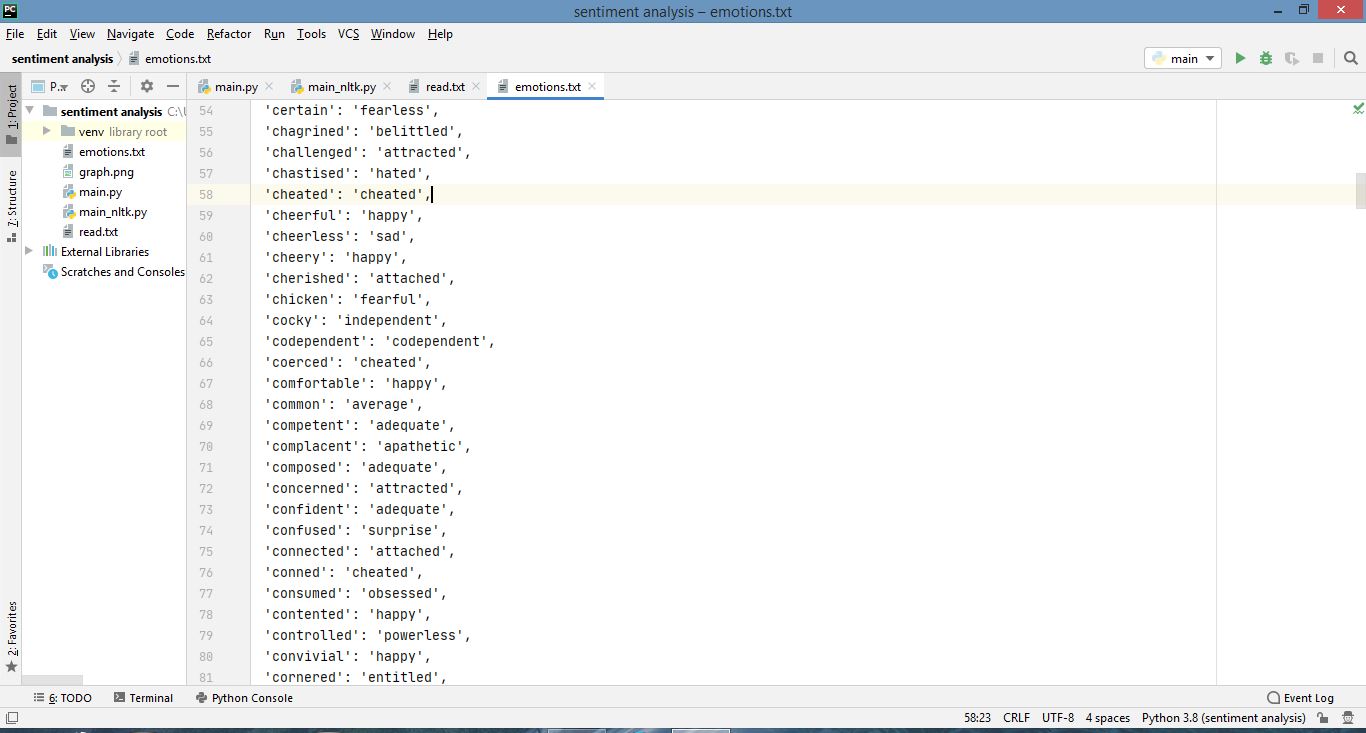 PC
sentiment analysis – emotions.txt
File Edit View Navigate Code Refactor Run Tools VCS Window Help
sentiment analysis emotions.txt
main
P..
main.py main_nltk.py read.txt emotions.txt
1: Project
7: Structure
2: Favorites
sentiment analysis C:\
venv library root
emotions.txt
graph.png
main.py
main_nltk.py
read.txt
External Libraries
Scratches and Consoles
54 'certain': 'fearless',
55 'chagrined': 'belittled',
56 'challenged': 'attracted',
57 'chastised': 'hated',
58 'cheated': 'cheated',
59 'cheerful': 'happy',
60 'cheerless': 'sad',
61 'cheery': 'happy',
62 'cherished': 'attached',
63 'chicken': 'fearful',
64 'cocky': 'independent',
65 'codependent': 'codependent',
66 'coerced': 'cheated',
67 'comfortable': 'happy',
68 'common': 'average',
69 'competent': 'adequate',
70 'complacent': 'apathetic',
71 'composed': 'adequate',
72 'concerned': 'attracted',
73 'confident': 'adequate',
74 'confused': 'surprise',
75 'connected': 'attached',
76 'conned': 'cheated',
77 'consumed': 'obsessed',
78 'contented': 'happy',
79 'controlled': 'powerless',
80 'convivial': 'happy',
81 'cornered': 'entitled',
6: TODO Terminal Python Console Event Log
58:23 CRLF UTF-8 4 spaces Python 3.8 (sentiment analysis)